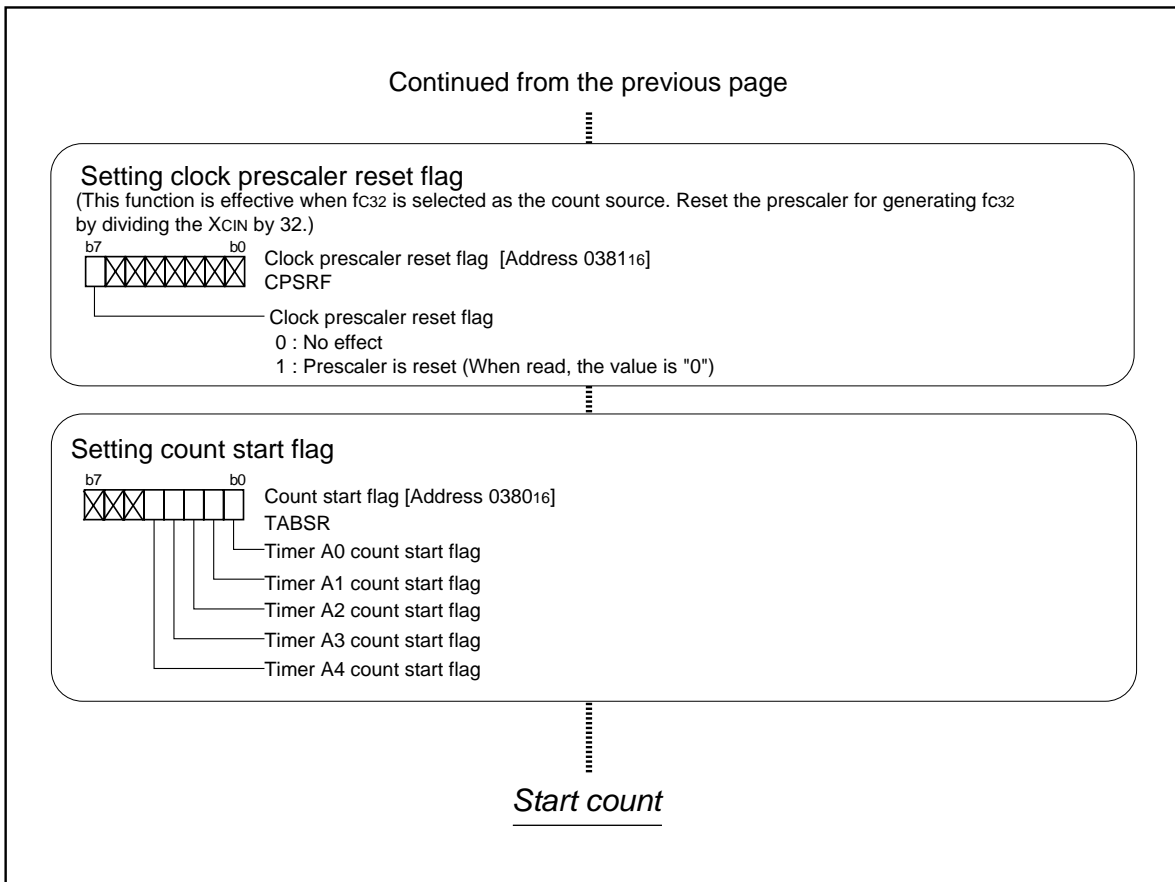 Continued from the previous page
Setting clock prescaler reset flag
(This function is effective when fC32 is selected as the count source. Reset the prescaler for generating fC32
by dividing the XCIN by 32.)
b7 b0
Clock prescaler reset flag [Address 038116]
CPSRF
Clock prescaler reset flag
0 : No effect
1 : Prescaler is reset (When read, the value is "0")
Setting count start flag
b7 b0
Count start flag [Address 038016]
TABSR
Timer A0 count start flag
Timer A1 count start flag
Timer A2 count start flag
Timer A3 count start flag
Timer A4 count start flag
Start count